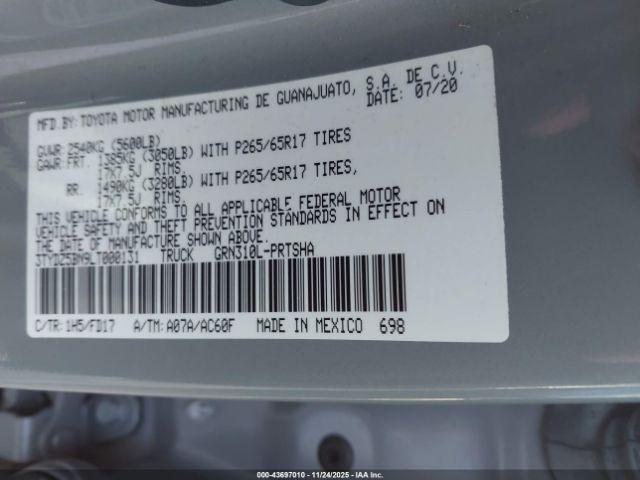 MFD.BY:TOYOTA MOTOR MANUFACTURING DE GUANAJUATO, S.A. DE C.V.
DATE: 07/20
GVWR: 2540KG (5600LB)
GAWR:FRT. 1385KG (3050LB) WITH P265/65R17 TIRES
17X7.5J RIMS,
RR. 1490KG (3280LB) WITH P265/65R17 TIRES,
17X7.5J RIMS,
THIS VEHICLE CONFORMS TO ALL APPLICABLE FEDERAL MOTOR
VEHICLE SAFETY AND THEFT PREVENTION STANDARDS IN EFFECT ON
THE DATE OF MANUFACTURE SHOWN ABOVE.
3TYDZ5BN9LT000131 TRUCK GRN310L-PRTSHA
C/TR:1H5/FD17 A/TM:A07A/AC60F MADE IN MEXICO 698
000-43697010 | 11/24/2025 | IAA Inc.